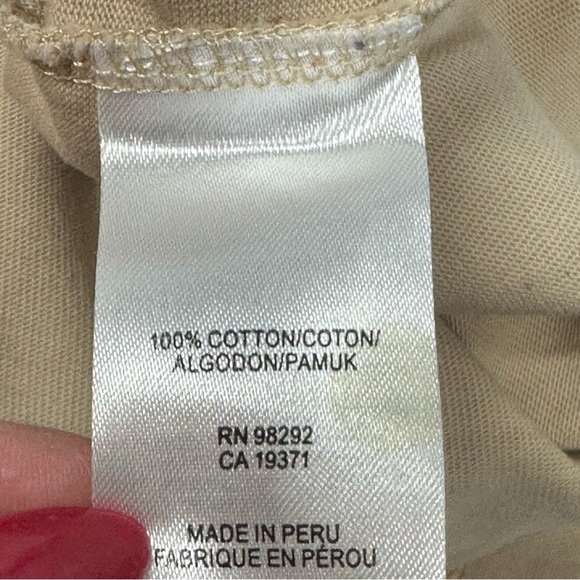 100% COTTON/COTON/
ALGODON/PAMUK
RN 98292
CA 19371
MADE IN PERU
FABRIQUE EN PÉROU